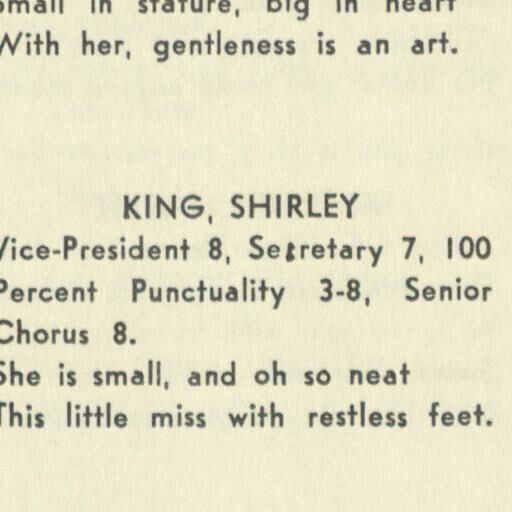 Small in stature, big in heart
With her, gentleness is an art.
KING, SHIRLEY
Vice-President 8, Secretary 7, 100
Percent Punctuality 3-8, Senior
Chorus 8.
She is small, and oh so neat
This little miss with restless feet.